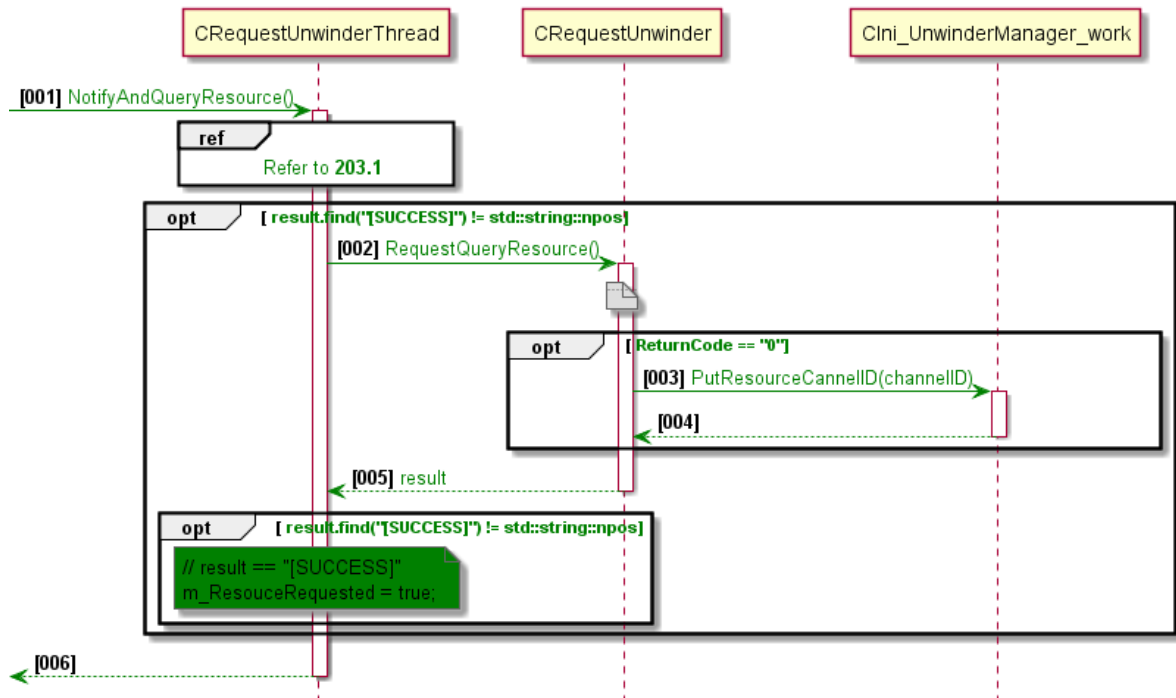 CRequestUnwinderThread
CRequestUnwinder
CIni_UnwinderManager_work
[001] NotifyAndQueryResource()
ref
Refer to 203.1
opt [ result.find("[SUCCESS]") != std::string::npos]
[002] RequestQueryResource()
opt [ ReturnCode == "0"]
[003] PutResourceCannelID(channelID)
[004]
[005] result
opt [ result.find("[SUCCESS]") != std::string::npos]
// result == "[SUCCESS]"
m_ResouceRequested = true;
[006]